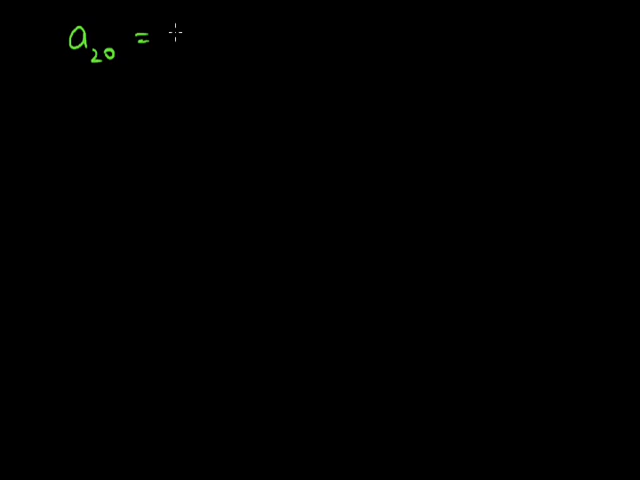 a₂₀ =